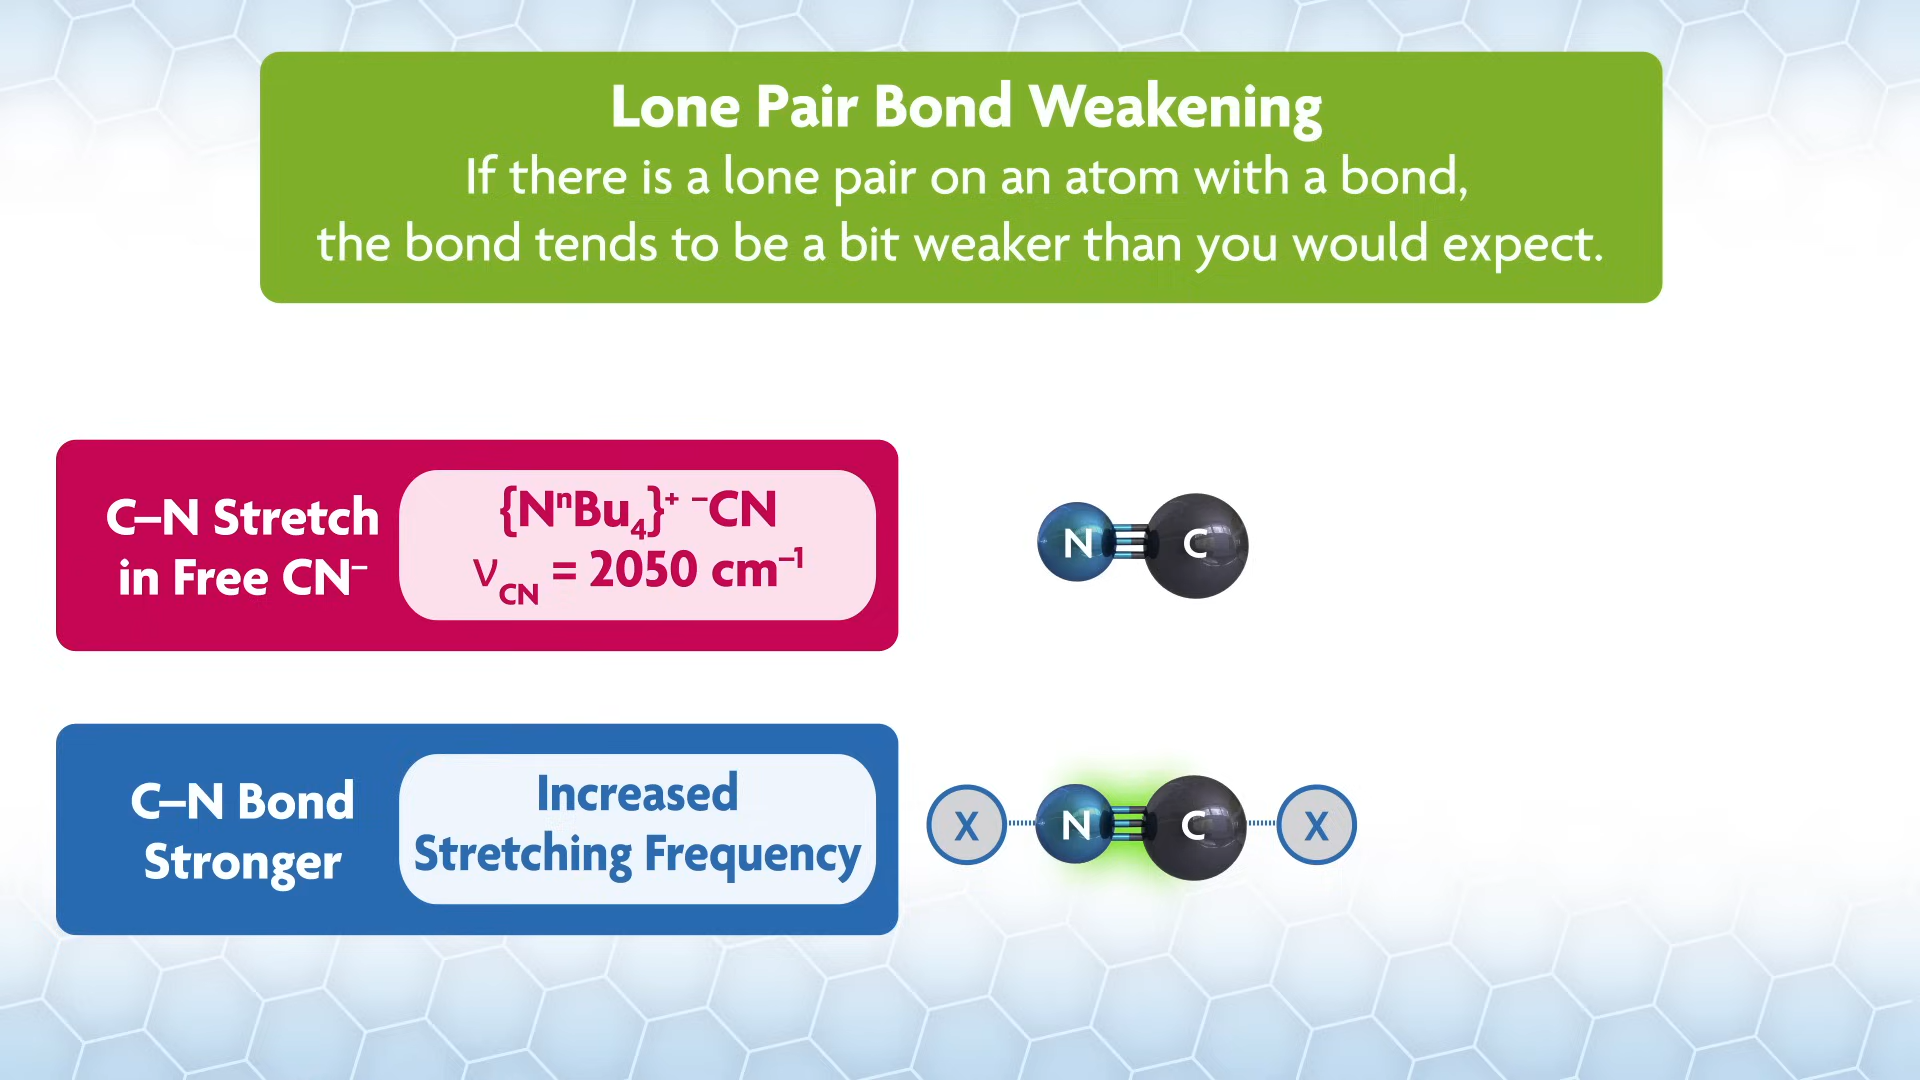 Lone Pair Bond Weakening
If there is a lone pair on an atom with a bond,
the bond tends to be a bit weaker than you would expect.
C–N Stretch
in Free CN⁻
{NⁿBu₄}⁺ ⁻CN
ν_CN = 2050 cm⁻¹
N C
C–N Bond
Stronger
Increased
Stretching Frequency
X N C X